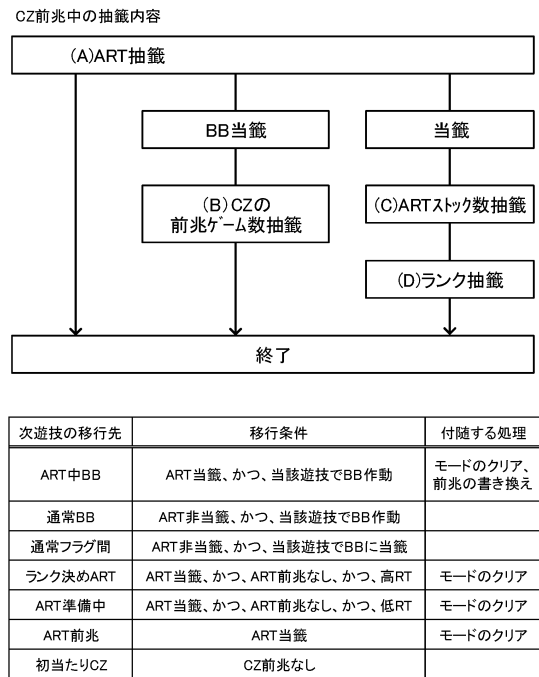 CZ前兆中の抽籤内容
(A)ART抽籤
BB当籤
当籤
(B)CZの
前兆ゲーム数抽籤
(C)ARTストック数抽籤
(D)ランク抽籤
終了
次遊技の移行先 移行条件 付随する処理
ART中BB ART当籤、かつ、当該遊技でBB作動 モードのクリア、
前兆の書き換え
通常BB ART非当籤、かつ、当該遊技でBB作動
通常フラグ間 ART非当籤、かつ、当該遊技でBBに当籤
ランク決めART ART当籤、かつ、ART前兆なし、かつ、高RT モードのクリア
ART準備中 ART当籤、かつ、ART前兆なし、かつ、低RT モードのクリア
ART前兆 ART当籤 モードのクリア
初当たりCZ CZ前兆なし